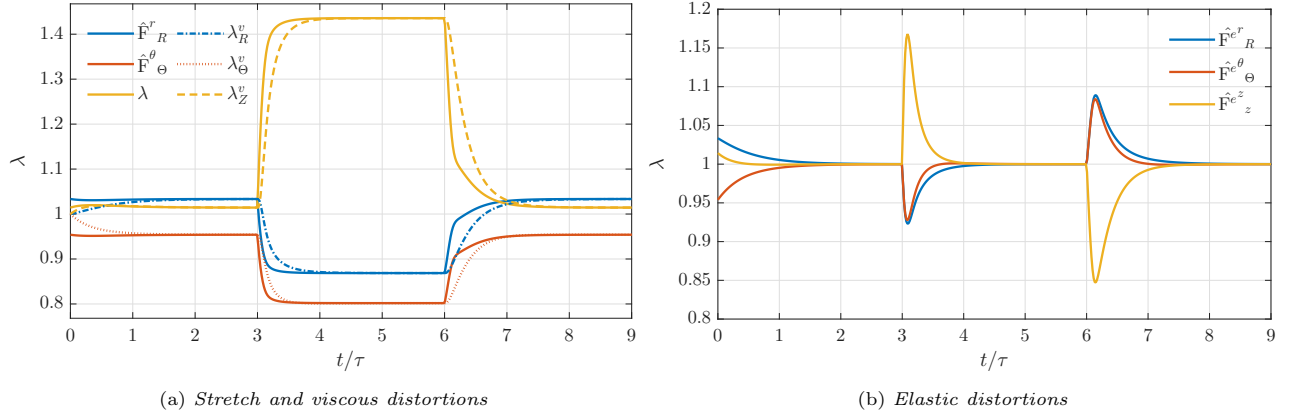 1.4
1.3
1.2
1.1
1
0.9
0.8
λ
F̂^r_R
F̂^θ_Θ
λ
λ^v_R
λ^v_Θ
λ^v_Z
0 1 2 3 4 5 6 7 8 9
t/τ
(a) Stretch and viscous distortions
1.2
1.15
1.1
1.05
1
0.95
0.9
0.85
0.8
λ
F̂^{e^r}_R
F̂^{e^θ}_Θ
F̂^{e^z}_z
0 1 2 3 4 5 6 7 8 9
t/τ
(b) Elastic distortions